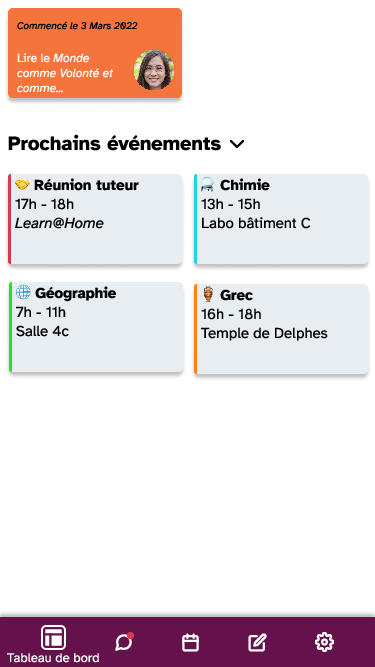 Commencé le 3 Mars 2022
Lire le Monde
comme Volonté et
comme...
Prochains événements
Réunion tuteur
17h - 18h
Learn@Home
Chimie
13h - 15h
Labo bâtiment C
Géographie
7h - 11h
Salle 4c
Grec
16h - 18h
Temple de Delphes
Tableau de bord